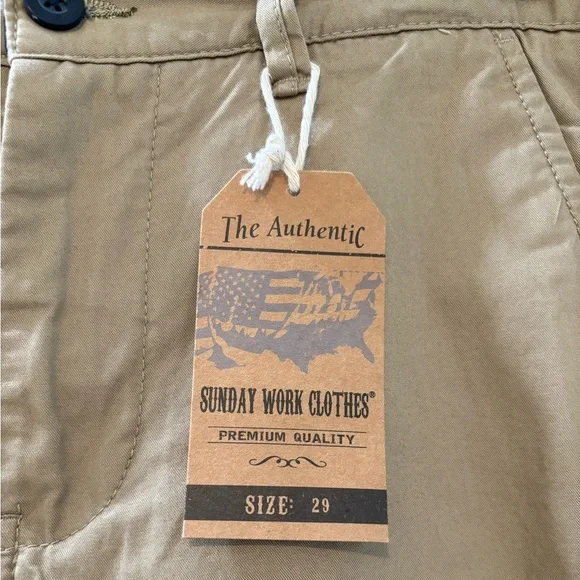 The Authentic
SUNDAY WORK CLOTHES®
PREMIUM QUALITY
SIZE: 29